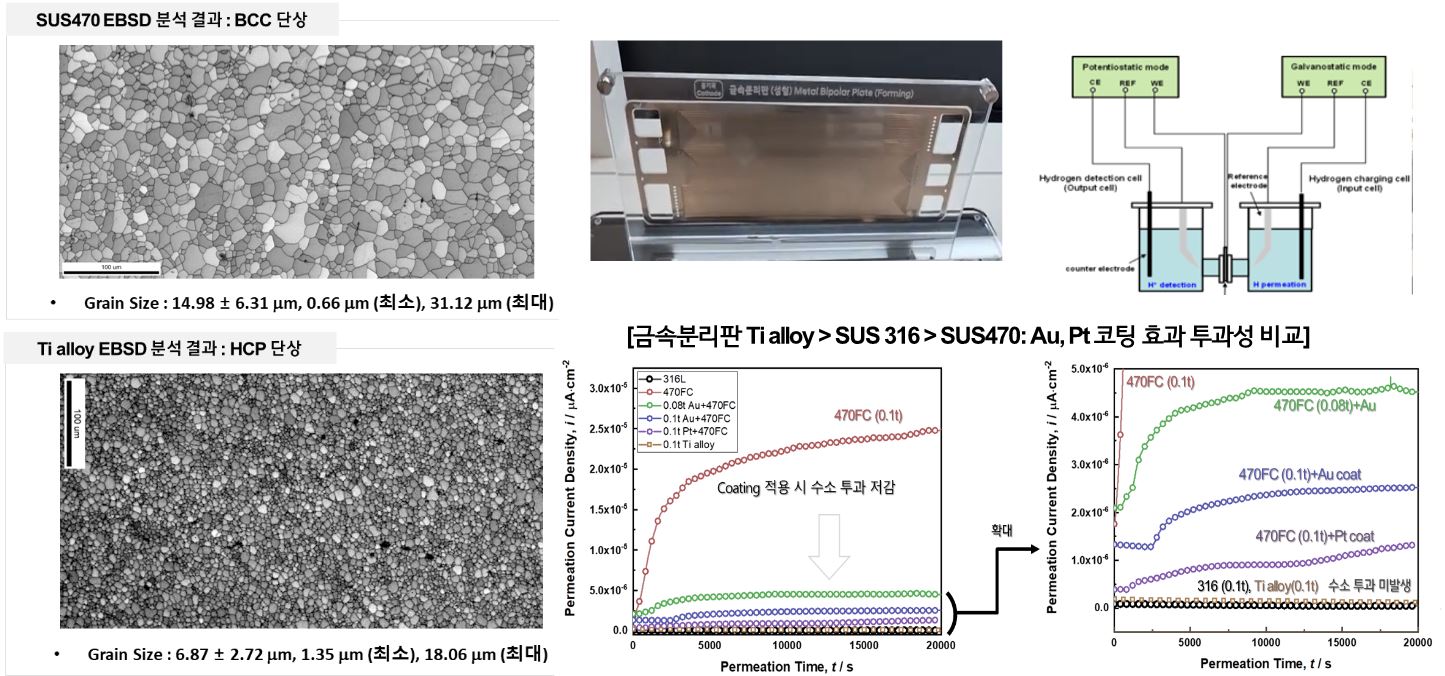 SUS470 EBSD 분석 결과 : BCC 단상
100 um
• Grain Size : 14.98 ± 6.31 μm, 0.66 μm (최소), 31.12 μm (최대)
Ti alloy EBSD 분석 결과 : HCP 단상
100 um
• Grain Size : 6.87 ± 2.72 μm, 1.35 μm (최소), 18.06 μm (최대)
공기극
Cathode
금속분리판 (성형) Metal Bipolar Plate (Forming)
Potentiostatic mode
CE REF WE
Galvanostatic mode
WE REF CE
Hydrogen detection cell
(Output cell)
Reference
electrode
Hydrogen charging cell
(Input cell)
counter electrode
H⁺ detection
H permeation
[금속분리판 Ti alloy > SUS 316 > SUS470: Au, Pt 코팅 효과 투과성 비교]
Permeation Current Density, i / μA·cm⁻²
3.0x10⁻⁵
2.5x10⁻⁵
2.0x10⁻⁵
1.5x10⁻⁵
1.0x10⁻⁵
5.0x10⁻⁶
0.0
316L
470FC
0.08t Au+470FC
0.1t Au+470FC
0.1t Pt+470FC
0.1t Ti alloy
470FC (0.1t)
Coating 적용 시 수소 투과 저감
0 5000 10000 15000 20000
Permeation Time, t / s
확대
Permeation Current Density, i / μA·cm⁻²
5.0x10⁻⁶
4.0x10⁻⁶
3.0x10⁻⁶
2.0x10⁻⁶
1.0x10⁻⁶
0.0
470FC (0.1t)
470FC (0.08t)+Au
470FC (0.1t)+Au coat
470FC (0.1t)+Pt coat
316 (0.1t), Ti alloy(0.1t) 수소 투과 미발생
0 5000 10000 15000 20000
Permeation Time, t / s